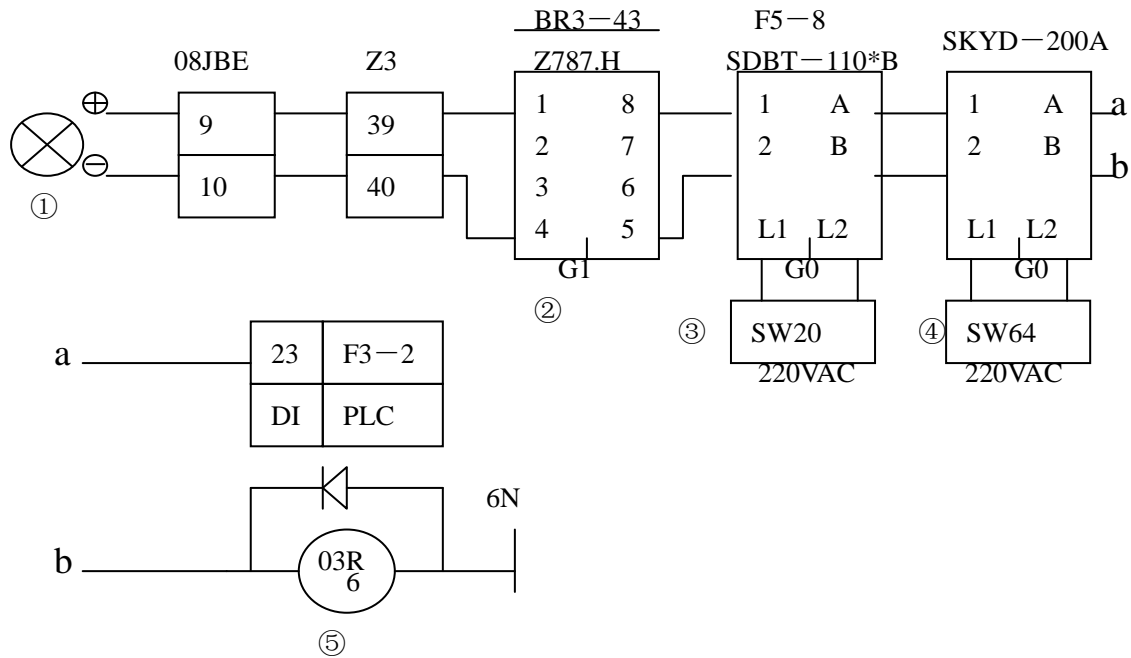 BR3－43 F5－8
SKYD－200A
08JBE Z3 Z787.H SDBT－110*B
⊕ 9 39 1 8 1 A 1 A a
2 7 2 B 2 B
⊖ 10 40 3 6 b
① 4 5 L1 L2 L1 L2
G1 G0 G0
② ③ SW20 ④ SW64
220VAC 220VAC
a 23 F3－2
DI PLC
6N
b 03R
6
⑤